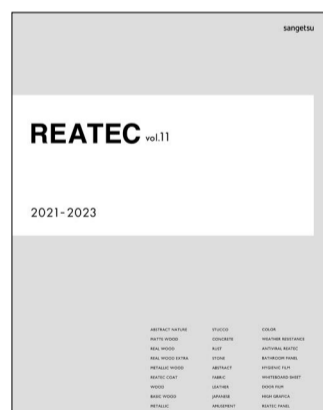 sangetsu
REATEC vol.11
2021-2023
ABSTRACT NATURE STUCCO COLOR
MATTE WOOD CONCRETE WEATHER RESISTANCE
REAL WOOD RUST ANTIVIRAL REATEC
REAL WOOD EXTRA STONE BATHROOM PANEL
METALLIC WOOD ABSTRACT HYGIENIC FILM
REATEC COAT FABRIC WHITEBOARD SHEET
WOOD LEATHER DOOR FILM
BASIC WOOD JAPANESE HIGH GRAFICA
METALLIC AMUSEMENT REATEC PANEL